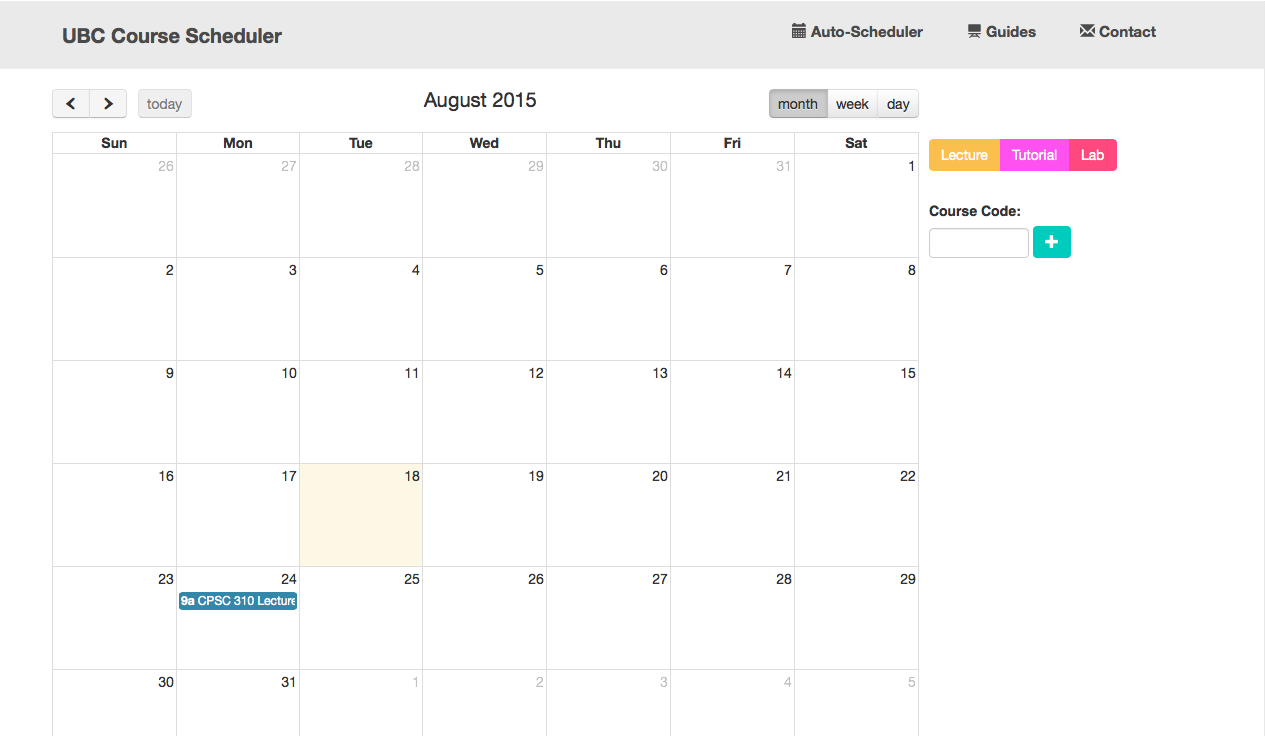 UBC Course Scheduler Auto-Scheduler Guides Contact
today August 2015 month week day
Sun Mon Tue Wed Thu Fri Sat
26 27 28 29 30 31 1
Lecture Tutorial Lab
Course Code:
2 3 4 5 6 7 8
9 10 11 12 13 14 15
16 17 18 19 20 21 22
23 24 25 26 27 28 29
9a CPSC 310 Lecture
30 31 1 2 3 4 5